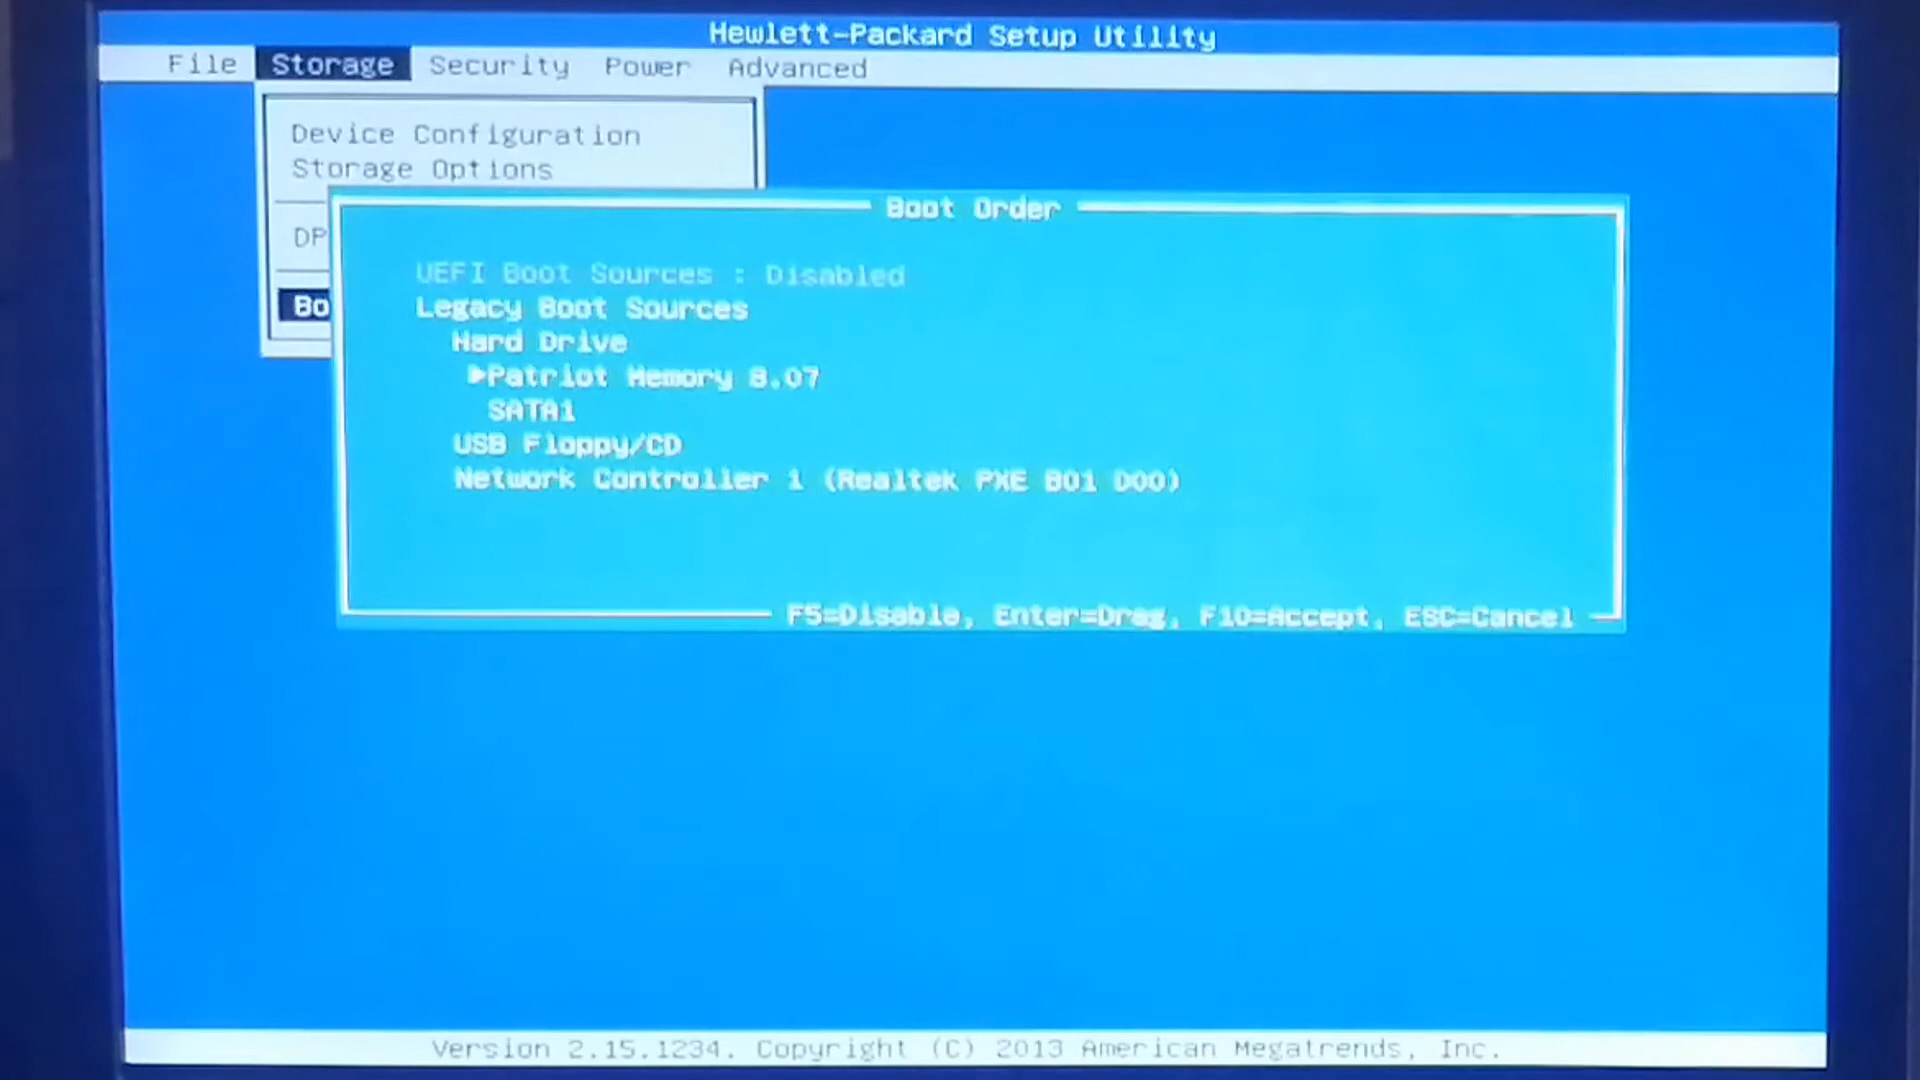 Hewlett-Packard Setup Utility
File Storage Security Power Advanced
Device Configuration
Storage Options
DP
Bo
Boot Order
UEFI Boot Sources : Disabled
Legacy Boot Sources
Hard Drive
▶Patriot Memory 8.07
SATA1
USB Floppy/CD
Network Controller 1 (Realtek PXE B01 D00)
F5=Disable, Enter=Drag, F10=Accept, ESC=Cancel
Version 2.15.1234. Copyright (C) 2013 American Megatrends, Inc.